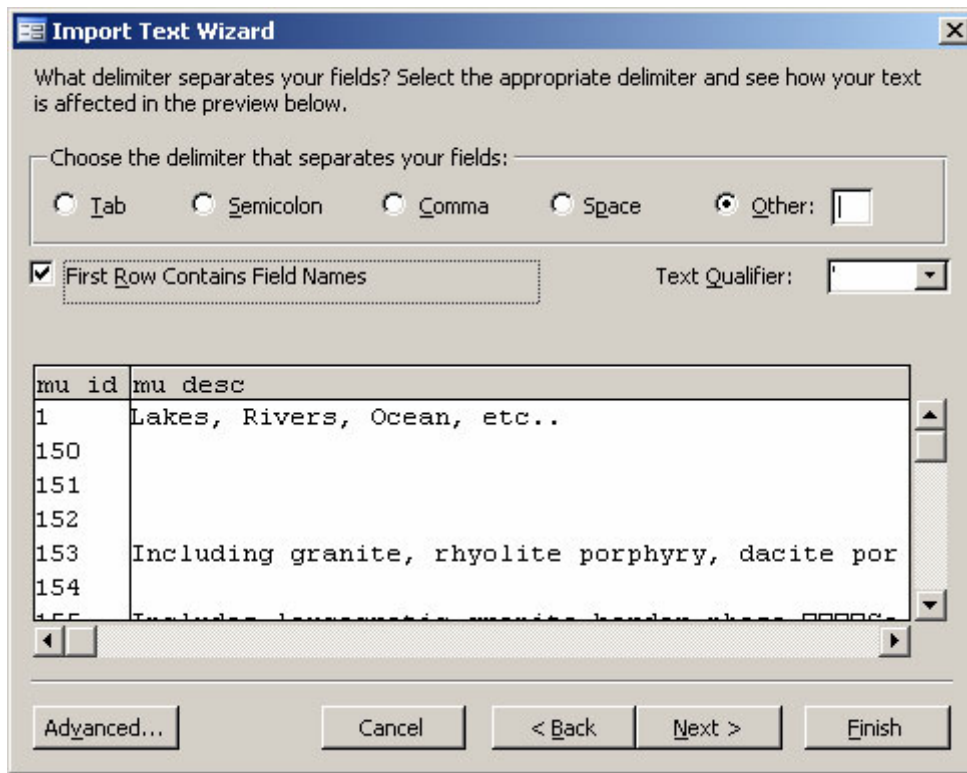 Import Text Wizard
What delimiter separates your fields? Select the appropriate delimiter and see how your text
is affected in the preview below.
Choose the delimiter that separates your fields:
Tab Semicolon Comma Space Other: |
First Row Contains Field Names Text Qualifier: '
mu id mu desc
1 Lakes, Rivers, Ocean, etc..
150
151
152
153 Including granite, rhyolite porphyry, dacite por
154
155
Advanced... Cancel < Back Next > Finish